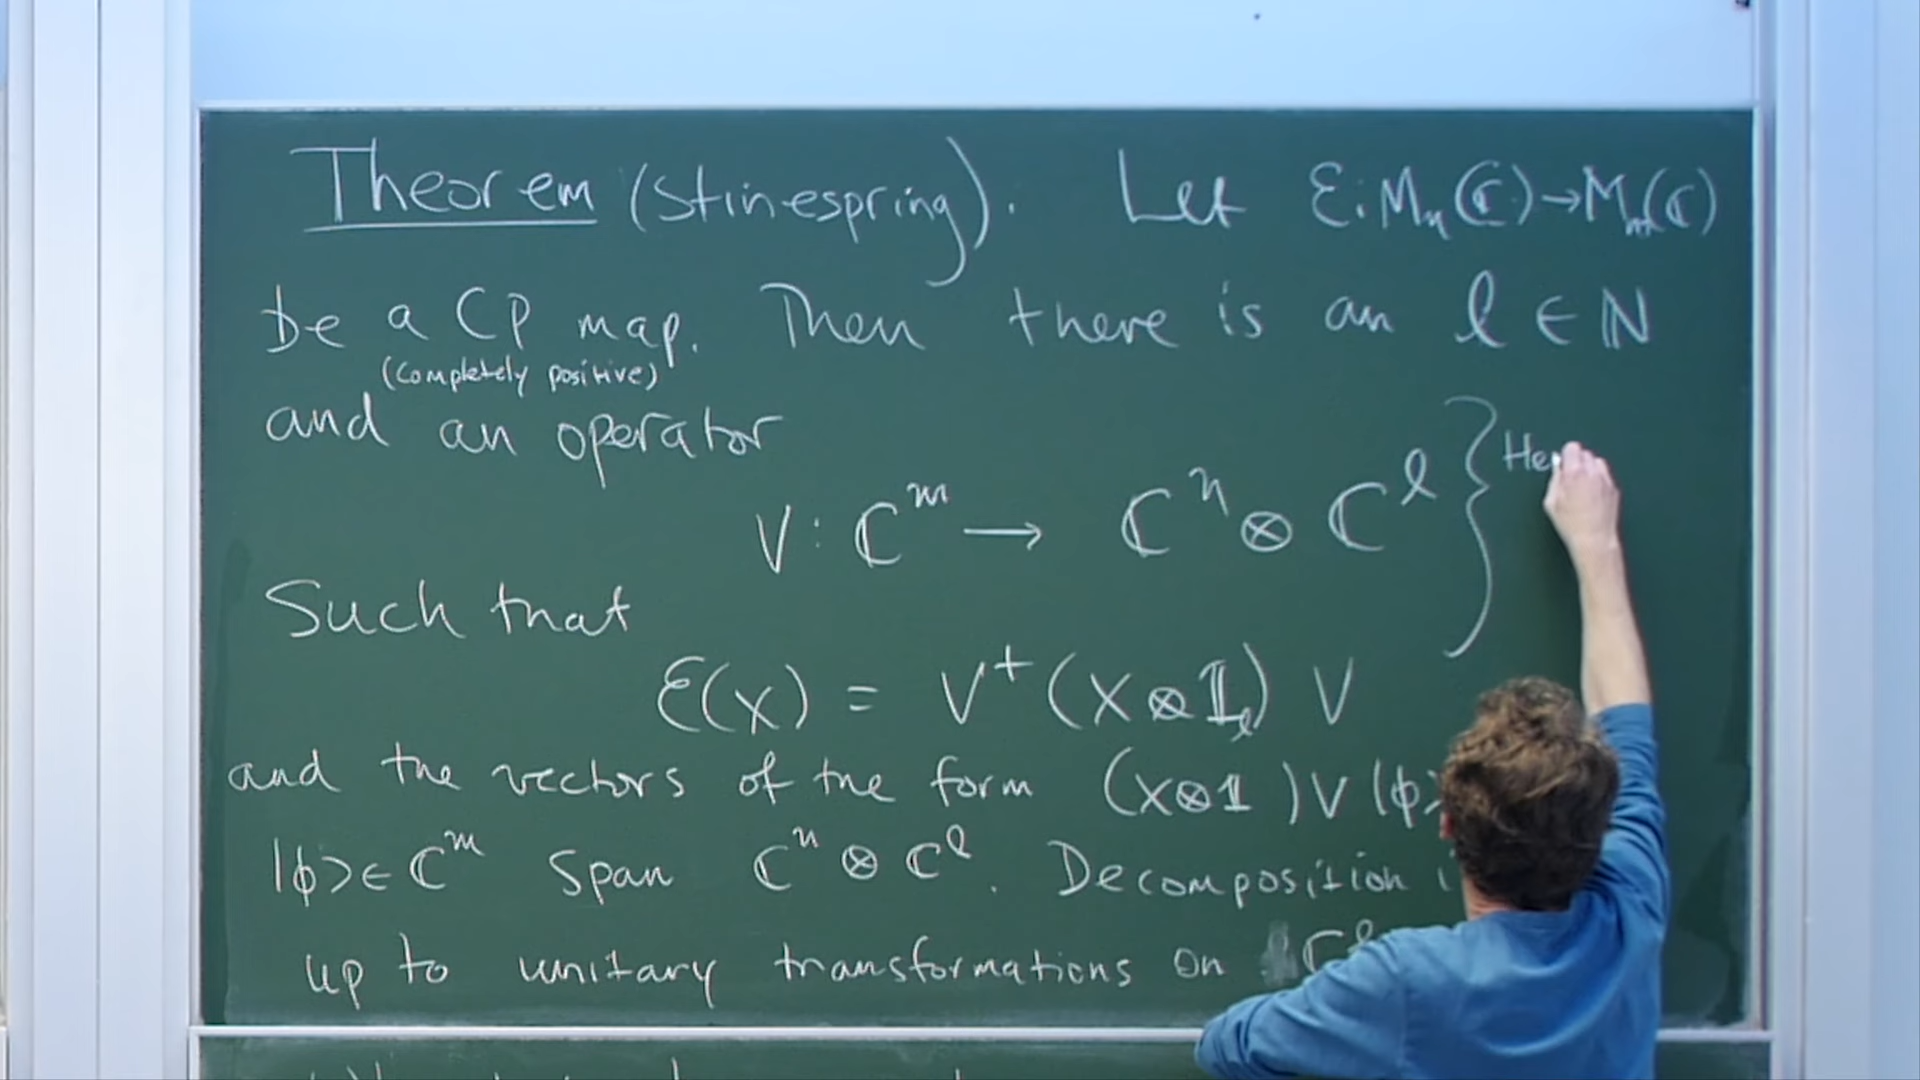 Theorem (Stinespring). Let ℰ: Mₙ(ℂ)→Mₘ(ℂ)
be a CP map. Then there is an ℓ ∈ ℕ
(completely positive)
and an operator
V: ℂᵐ → ℂⁿ ⊗ ℂˡ } He
Such that
ℰ(X) = V⁺(X⊗𝟙ₗ) V
and the vectors of the form (X⊗𝟙)V|ϕ>
|ϕ>∈ℂᵐ span ℂⁿ ⊗ ℂˡ. Decomposition
up to unitary transformations on ℂˡ